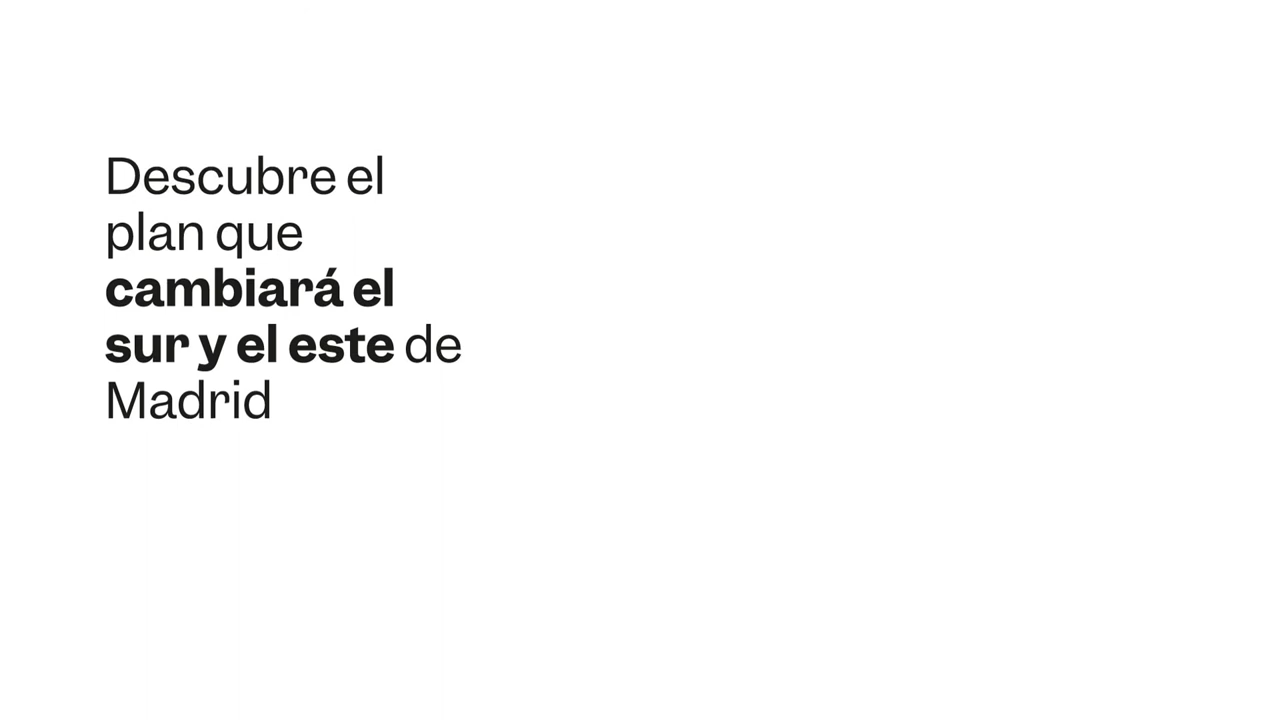 Descubre el
plan que
cambiará el
sur y el este de
Madrid